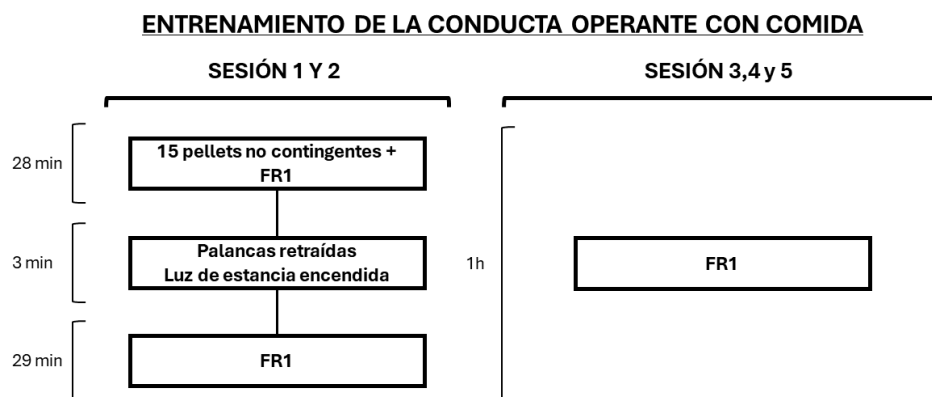 ENTRENAMIENTO DE LA CONDUCTA OPERANTE CON COMIDA
SESIÓN 1 Y 2
28 min
15 pellets no contingentes +
FR1
3 min
Palancas retraídas
Luz de estancia encendida
29 min
FR1
SESIÓN 3,4 y 5
1h
FR1